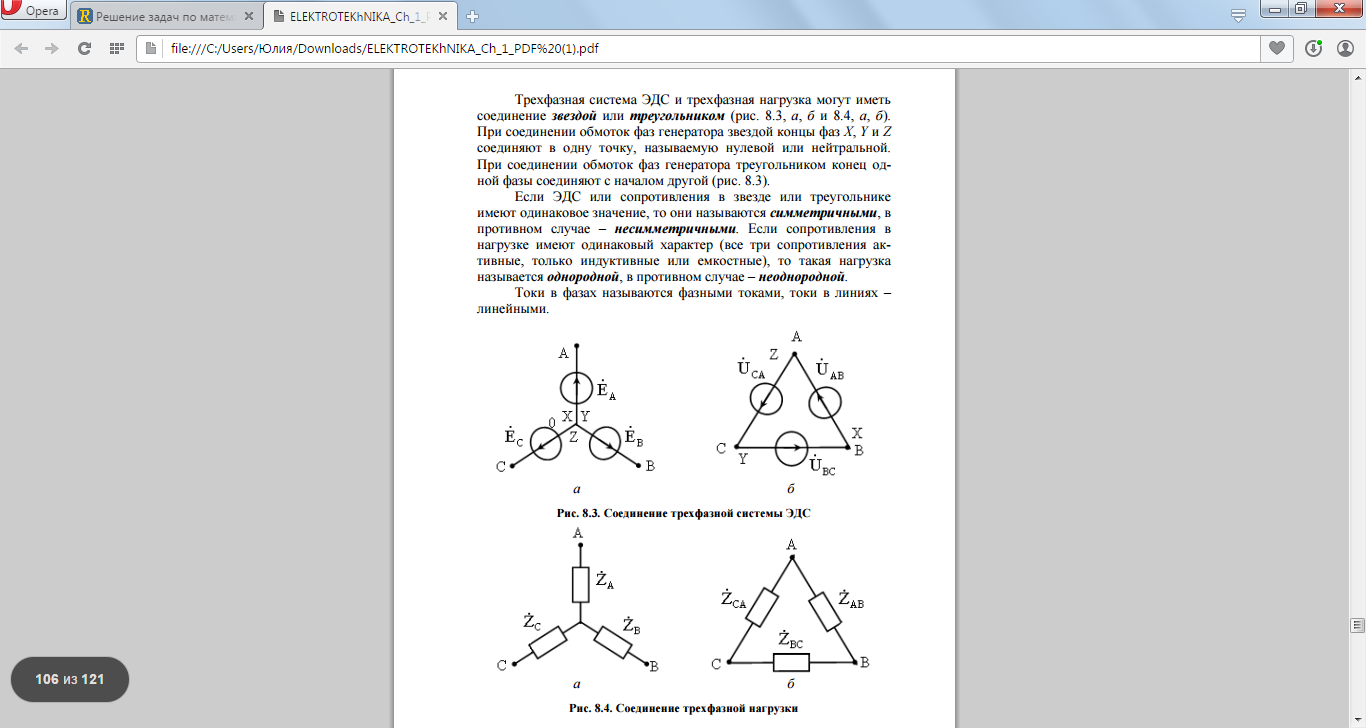 Opera
Решение задач по матем
ELEKTROTEKhNIKA_Ch_1_P
file:///C:/Users/Юлия/Downloads/ELEKTROTEKhNIKA_Ch_1_PDF%20(1).pdf
Трехфазная система ЭДС и трехфазная нагрузка могут иметь
соединение звездой или треугольником (рис. 8.3, а, б и 8.4, а, б).
При соединении обмоток фаз генератора звездой концы фаз X, Y и Z
соединяют в одну точку, называемую нулевой или нейтральной.
При соединении обмоток фаз генератора треугольником конец од-
ной фазы соединяют с началом другой (рис. 8.3).
Если ЭДС или сопротивления в звезде или треугольнике
имеют одинаковое значение, то они называются симметричными, в
противном случае – несимметричными. Если сопротивления в
нагрузке имеют одинаковый характер (все три сопротивления ак-
тивные, только индуктивные или емкостные), то такая нагрузка
называется однородной, в противном случае – неоднородной.
Токи в фазах называются фазными токами, токи в линиях –
линейными.
A
Ė_A
X Y
0
Z
Ė_C
Ė_B
C
B
а
A
Z
U̇_CA
U̇_AB
X
C
Y
B
U̇_BC
б
Рис. 8.3. Соединение трехфазной системы ЭДС
A
Ż_A
Ż_C
Ż_B
C
B
а
A
Ż_CA
Ż_AB
Ż_BC
C
B
б
Рис. 8.4. Соединение трехфазной нагрузки
106 из 121